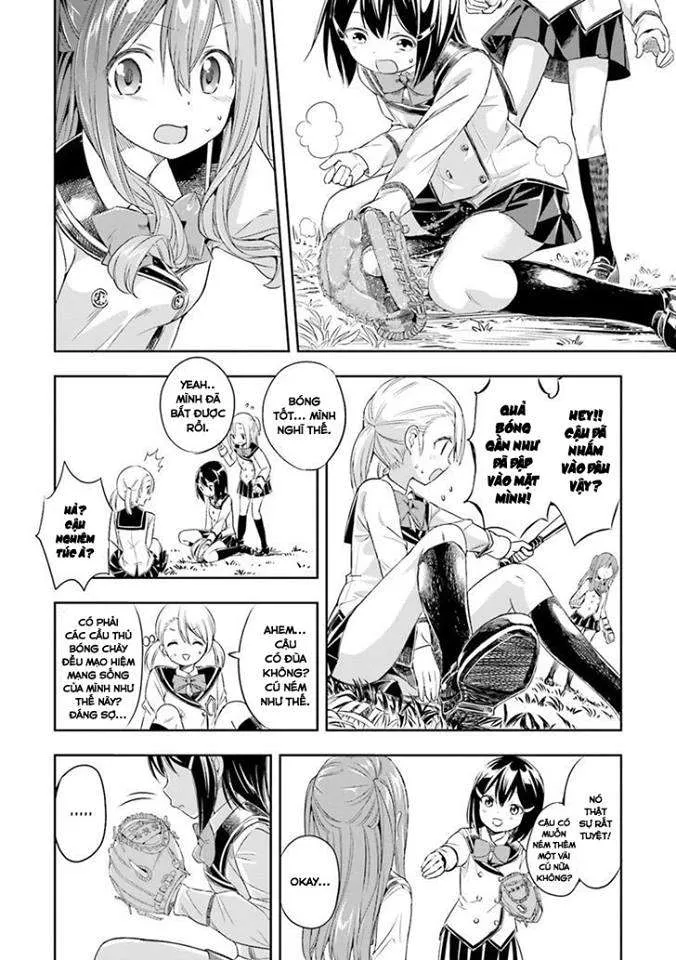 HEY!!
CẬU ĐÃ
NHẮM
VÀO ĐÂU
VẬY?
QUẢ
BÓNG
GẦN NHƯ
ĐÃ ĐẬP
VÀO MẶT
MÌNH!
BÓNG
TỐT... MÌNH
NGHĨ THẾ.
YEAH..
MÌNH ĐÃ
BẮT ĐƯỢC
RỒI.
HẢ?
CẬU
NGHIÊM
TÚC À?
AHEM...
CẬU
CÓ ĐÙA
KHÔNG?
CÚ NÉM
NHƯ THẾ.
CÓ PHẢI
CÁC CẦU THỦ
BÓNG CHÀY
ĐỀU MẠO HIỂM
MẠNG SỐNG
CỦA MÌNH NHƯ
THẾ NÀY?
ĐÁNG SỢ...
NÓ
THẬT
SỰ RẤT
TUYỆT!
CẬU CÓ
MUỐN
NÉM THÊM
MỘT VÀI
CÚ NỮA
KHÔNG?
OKAY...
.....